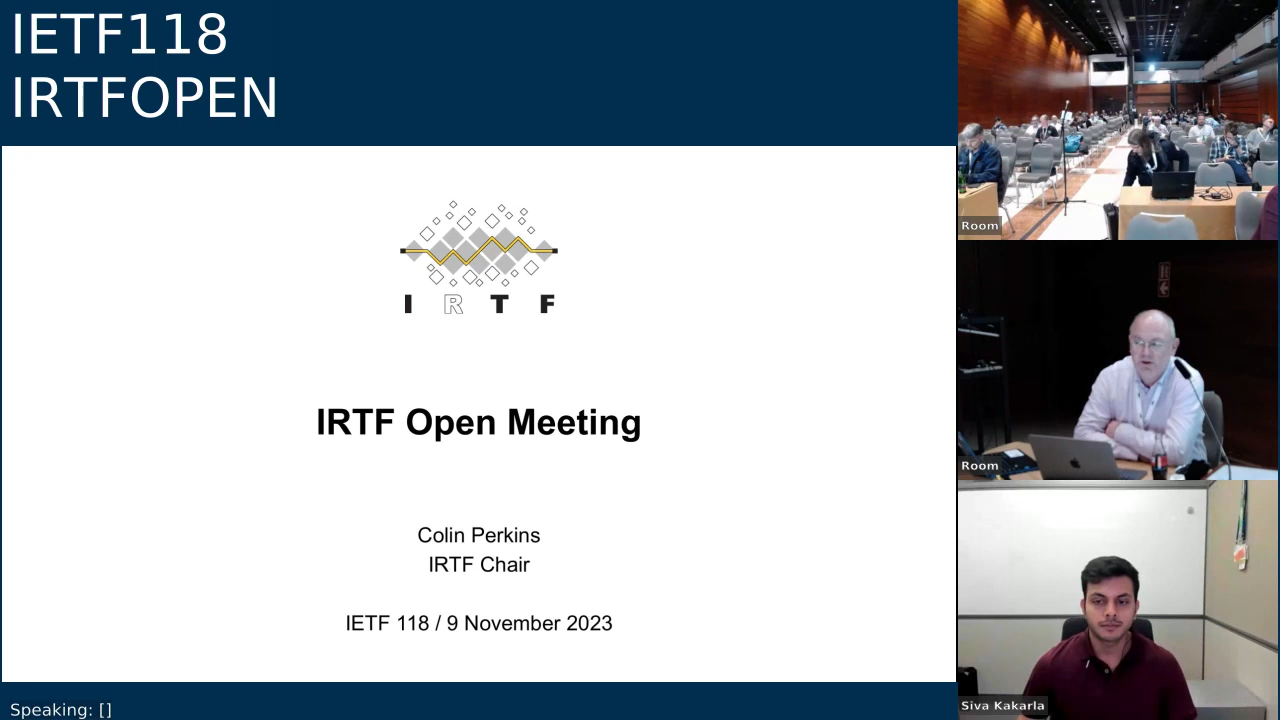 IETF118
IRTFOPEN
I R T F
IRTF Open Meeting
Colin Perkins
IRTF Chair
IETF 118 / 9 November 2023
Speaking: []
Room
Room
Siva Kakarla